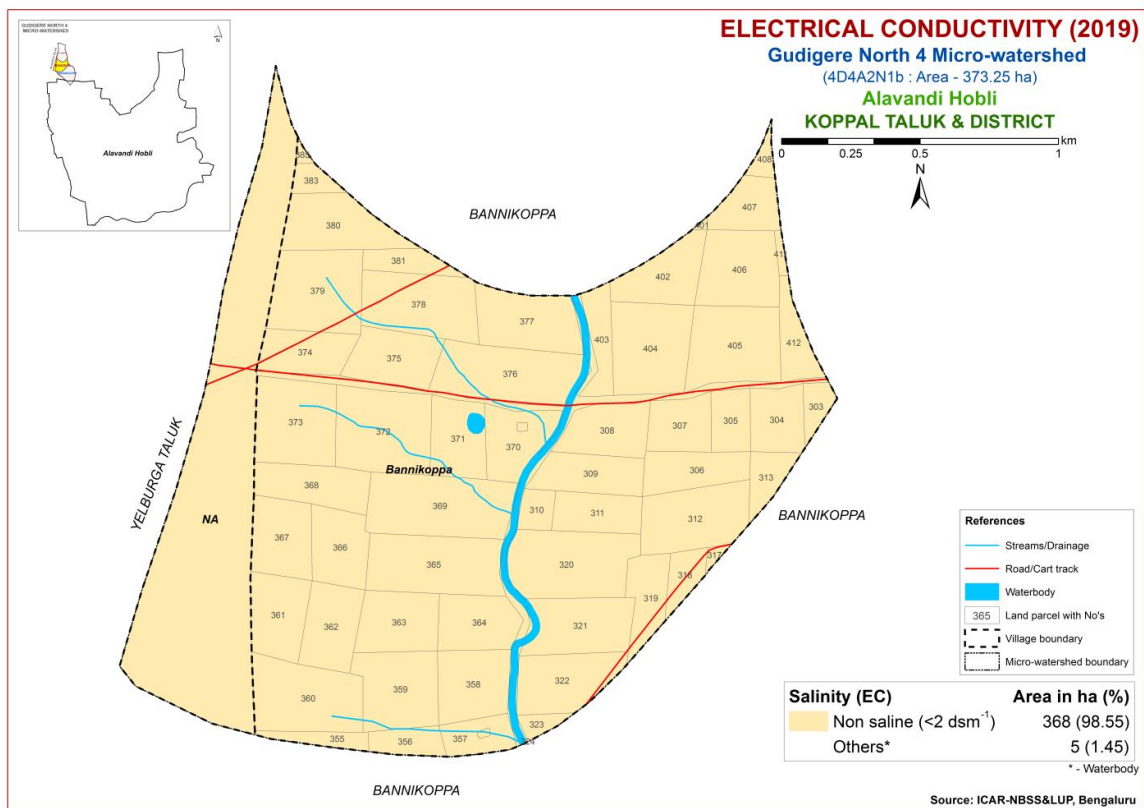 GUDIGERE NORTH 4
MICRO-WATERSHED
N
Alavandi Hobli
ELECTRICAL CONDUCTIVITY (2019)
Gudigere North 4 Micro-watershed
(4D4A2N1b : Area - 373.25 ha)
Alavandi Hobli
KOPPAL TALUK & DISTRICT
km
0 0.25 0.5 1
N
BANNIKOPPA
385
383
380
381
379
378
377
374
375
376
408
407
401
402
406
411
403
404
405
412
373
372
371
370
308
307
305
304
303
Bannikoppa
309
306
313
368
369
310
311
312
YELBURGA TALUK
NA
BANNIKOPPA
367
366
365
320
317
318
319
361
362
363
364
321
360
359
358
322
323
355
356
357
BANNIKOPPA
References
Streams/Drainage
Road/Cart track
Waterbody
365 Land parcel with No's
Village boundary
Micro-watershed boundary
Salinity (EC) Area in ha (%)
Non saline (<2 dsm⁻¹) 368 (98.55)
Others* 5 (1.45)
* - Waterbody
Source: ICAR-NBSS&LUP, Bengaluru